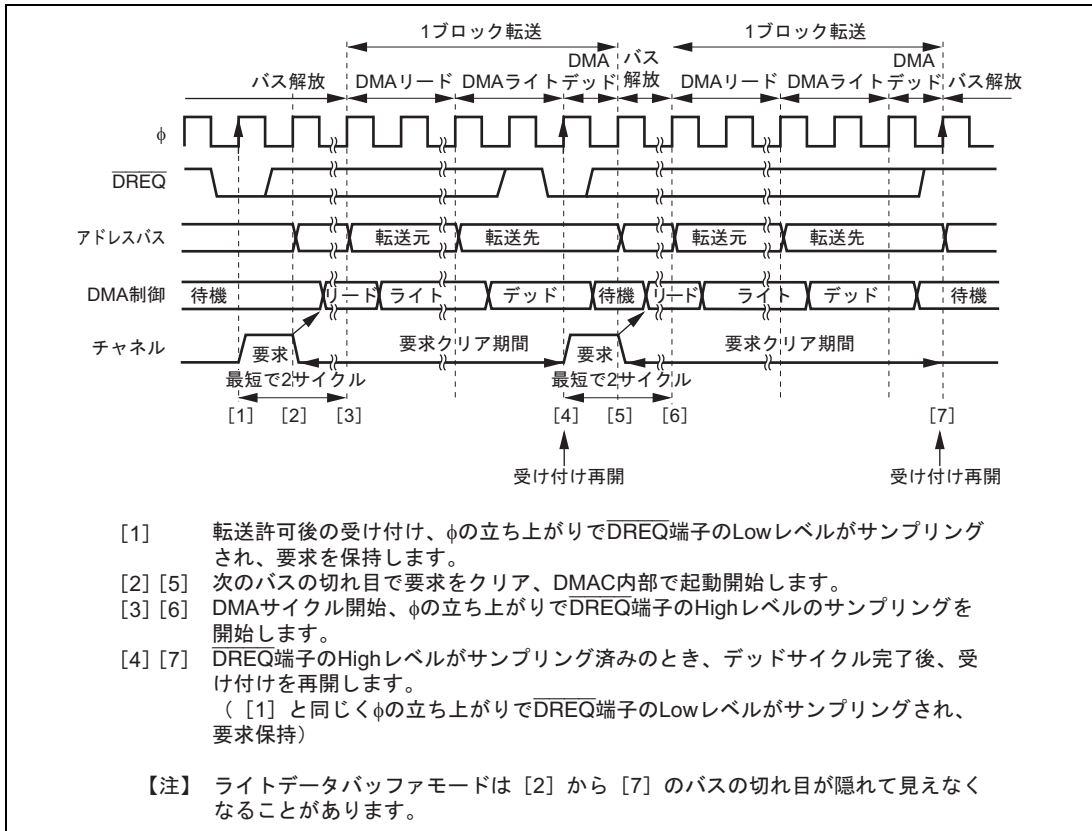 1ブロック転送 1ブロック転送
バス解放 DMAリード DMAライト DMAデッド バス解放 DMAリード DMAライト DMAデッド バス解放
φ
DREQ
アドレスバス 転送元 転送先 転送元 転送先
DMA制御 待機 リード ライト デッド 待機 リード ライト デッド 待機
チャネル 要求 要求クリア期間 要求 要求クリア期間
最短で2サイクル 最短で2サイクル
[1] [2] [3] [4] [5] [6] [7]
受け付け再開 受け付け再開
[1] 転送許可後の受け付け、φの立ち上がりでDREQ端子のLowレベルがサンプリング
され、要求を保持します。
[2] [5] 次のバスの切れ目で要求をクリア、DMAC内部で起動開始します。
[3] [6] DMAサイクル開始、φの立ち上がりでDREQ端子のHighレベルのサンプリングを
開始します。
[4] [7] DREQ端子のHighレベルがサンプリング済みのとき、デッドサイクル完了後、受
け付けを再開します。
([1]と同じくφの立ち上がりでDREQ端子のLowレベルがサンプリングされ、
要求保持)
【注】 ライトデータバッファモードは[2]から[7]のバスの切れ目が隠れて見えなく
なることがあります。